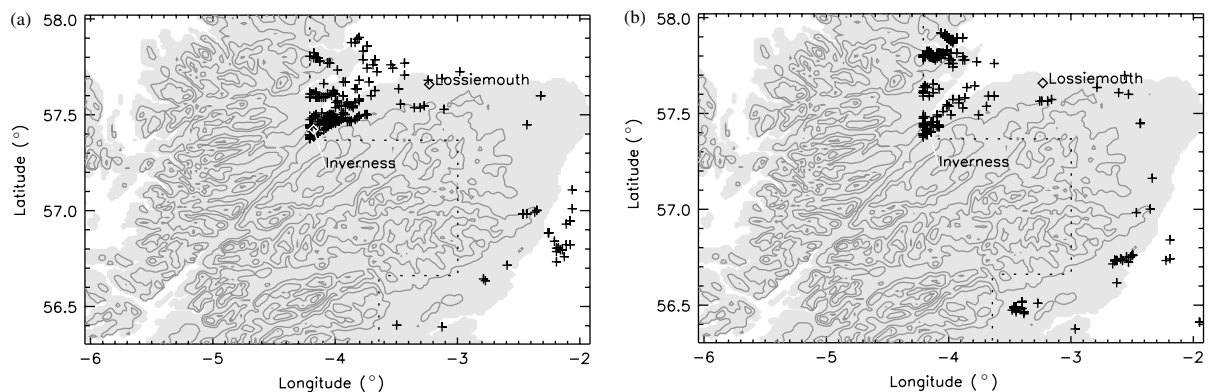 (a)
58.0
57.5
57.0
56.5
Latitude (°)
Lossiemouth
Inverness
−6 −5 −4 −3 −2
Longitude (°)
(b)
58.0
57.5
57.0
56.5
Latitude (°)
Lossiemouth
Inverness
−6 −5 −4 −3 −2
Longitude (°)